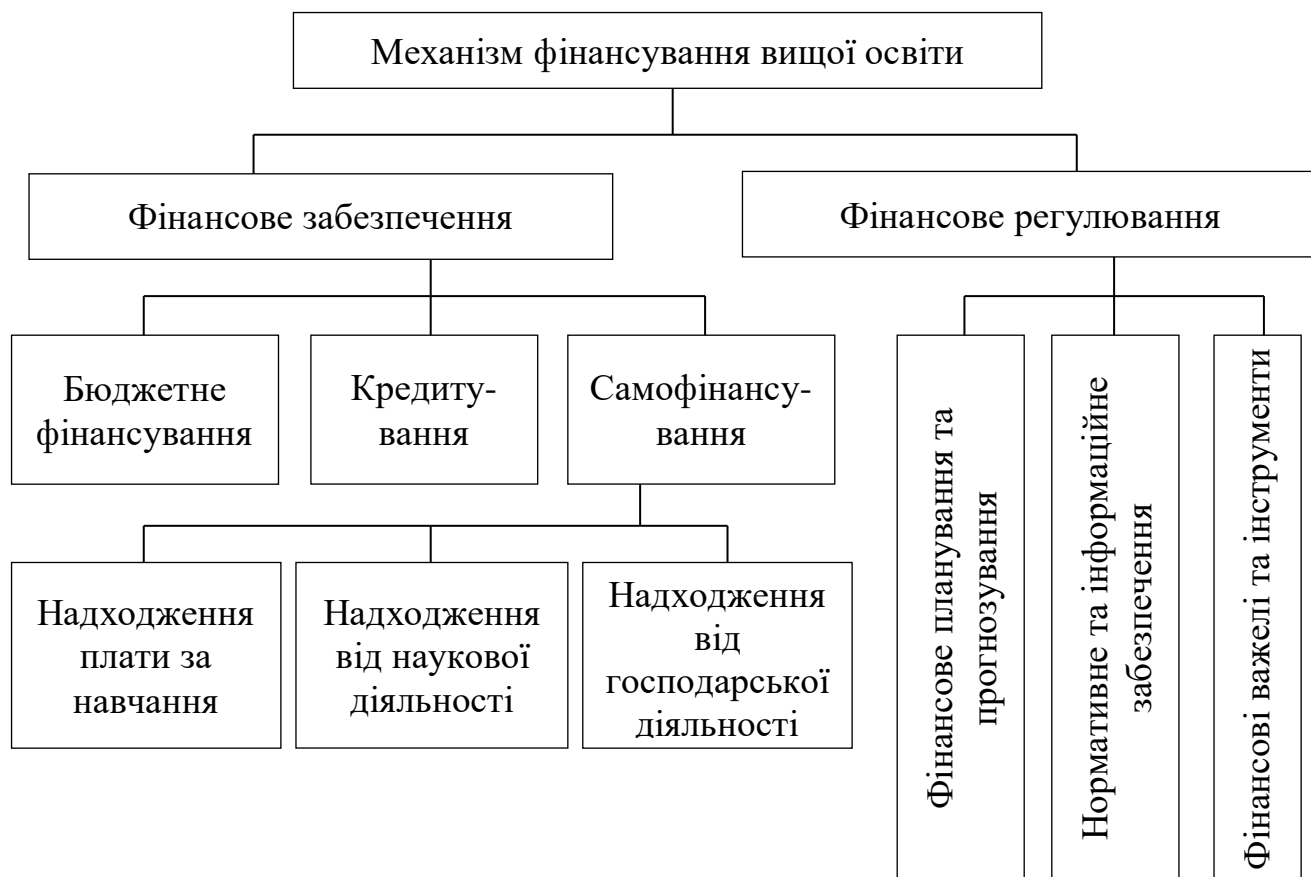 Механізм фінансування вищої освіти
Фінансове забезпечення
Фінансове регулювання
Бюджетне
фінансування
Кредиту-
вання
Самофінансу-
вання
Надходження
плати за
навчання
Надходження
від наукової
діяльності
Надходження
від
господарської
діяльності
Фінансове планування та
прогнозування
Нормативне та інформаційне
забезпечення
Фінансові важелі та інструменти